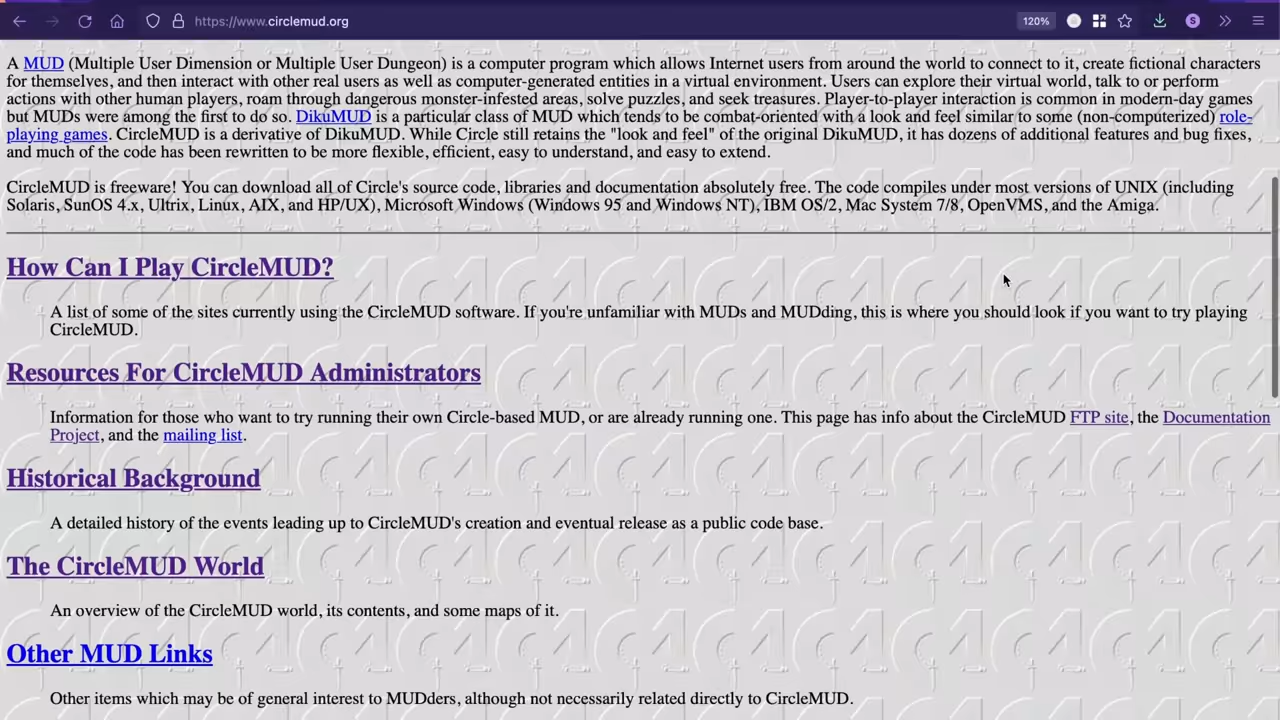 https://www.circlemud.org
120%
S
A MUD (Multiple User Dimension or Multiple User Dungeon) is a computer program which allows Internet users from around the world to connect to it, create fictional characters
for themselves, and then interact with other real users as well as computer-generated entities in a virtual environment. Users can explore their virtual world, talk to or perform
actions with other human players, roam through dangerous monster-infested areas, solve puzzles, and seek treasures. Player-to-player interaction is common in modern-day games
but MUDs were among the first to do so. DikuMUD is a particular class of MUD which tends to be combat-oriented with a look and feel similar to some (non-computerized) role-
playing games. CircleMUD is a derivative of DikuMUD. While Circle still retains the "look and feel" of the original DikuMUD, it has dozens of additional features and bug fixes,
and much of the code has been rewritten to be more flexible, efficient, easy to understand, and easy to extend.
CircleMUD is freeware! You can download all of Circle's source code, libraries and documentation absolutely free. The code compiles under most versions of UNIX (including
Solaris, SunOS 4.x, Ultrix, Linux, AIX, and HP/UX), Microsoft Windows (Windows 95 and Windows NT), IBM OS/2, Mac System 7/8, OpenVMS, and the Amiga.
How Can I Play CircleMUD?
A list of some of the sites currently using the CircleMUD software. If you're unfamiliar with MUDs and MUDding, this is where you should look if you want to try playing
CircleMUD.
Resources For CircleMUD Administrators
Information for those who want to try running their own Circle-based MUD, or are already running one. This page has info about the CircleMUD FTP site, the Documentation
Project, and the mailing list.
Historical Background
A detailed history of the events leading up to CircleMUD's creation and eventual release as a public code base.
The CircleMUD World
An overview of the CircleMUD world, its contents, and some maps of it.
Other MUD Links
Other items which may be of general interest to MUDders, although not necessarily related directly to CircleMUD.